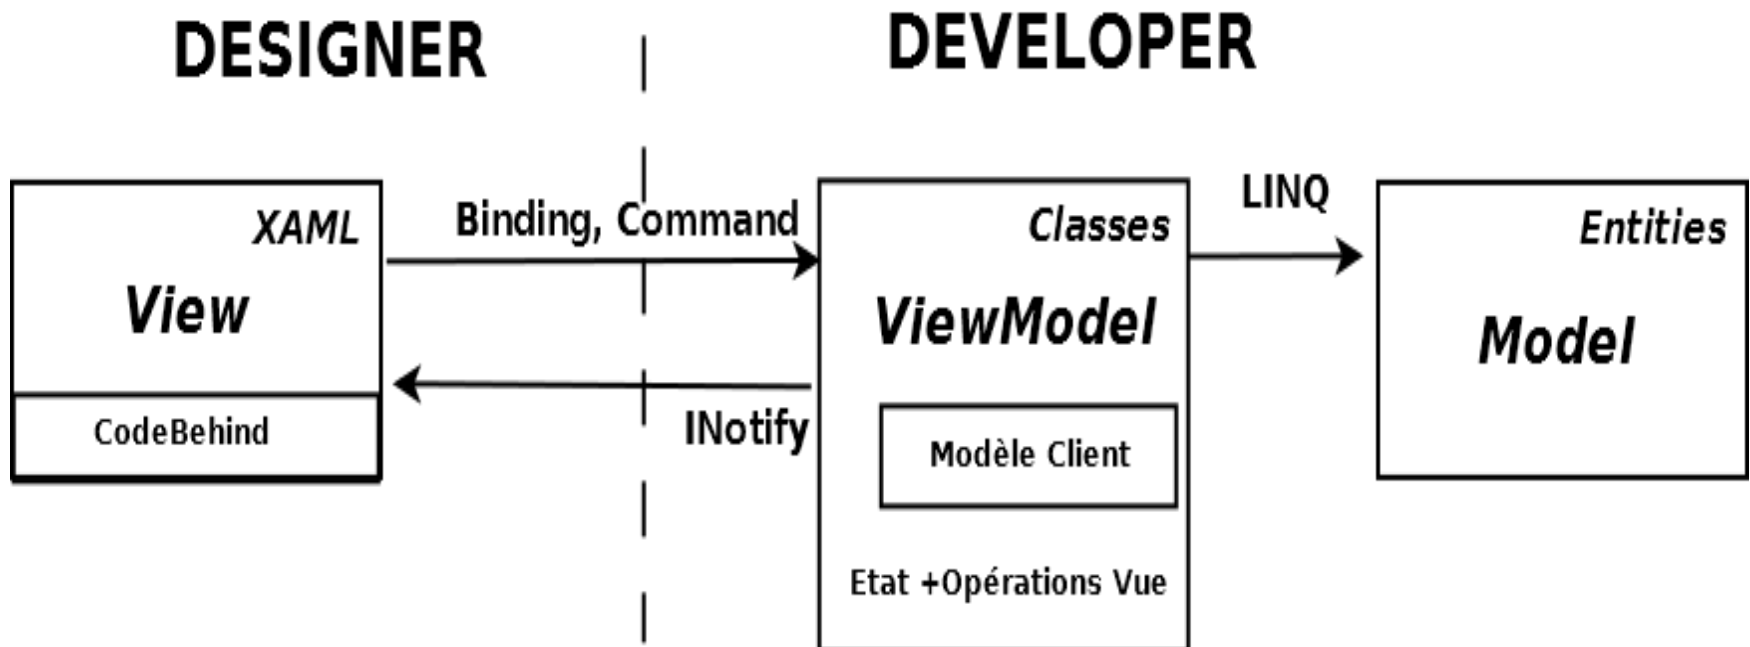 DESIGNER
DEVELOPER
XAML
View
CodeBehind
Binding, Command
INotify
Classes
ViewModel
Modèle Client
Etat +Opérations Vue
LINQ
Entities
Model